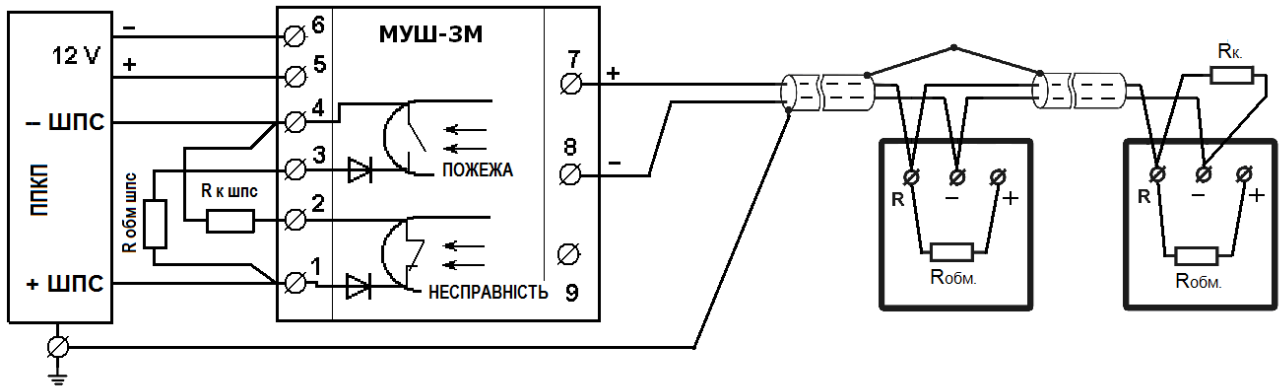 ППКП
12 V
–
+
– ШПС
+ ШПС
R обм шпс
R к шпс
МУШ-3М
6
5
4
3
2
1
ПОЖЕЖА
НЕСПРАВНІСТЬ
7
8
9
+
–
R
–
+
Rобм.
Rк.
R
–
+
Rобм.